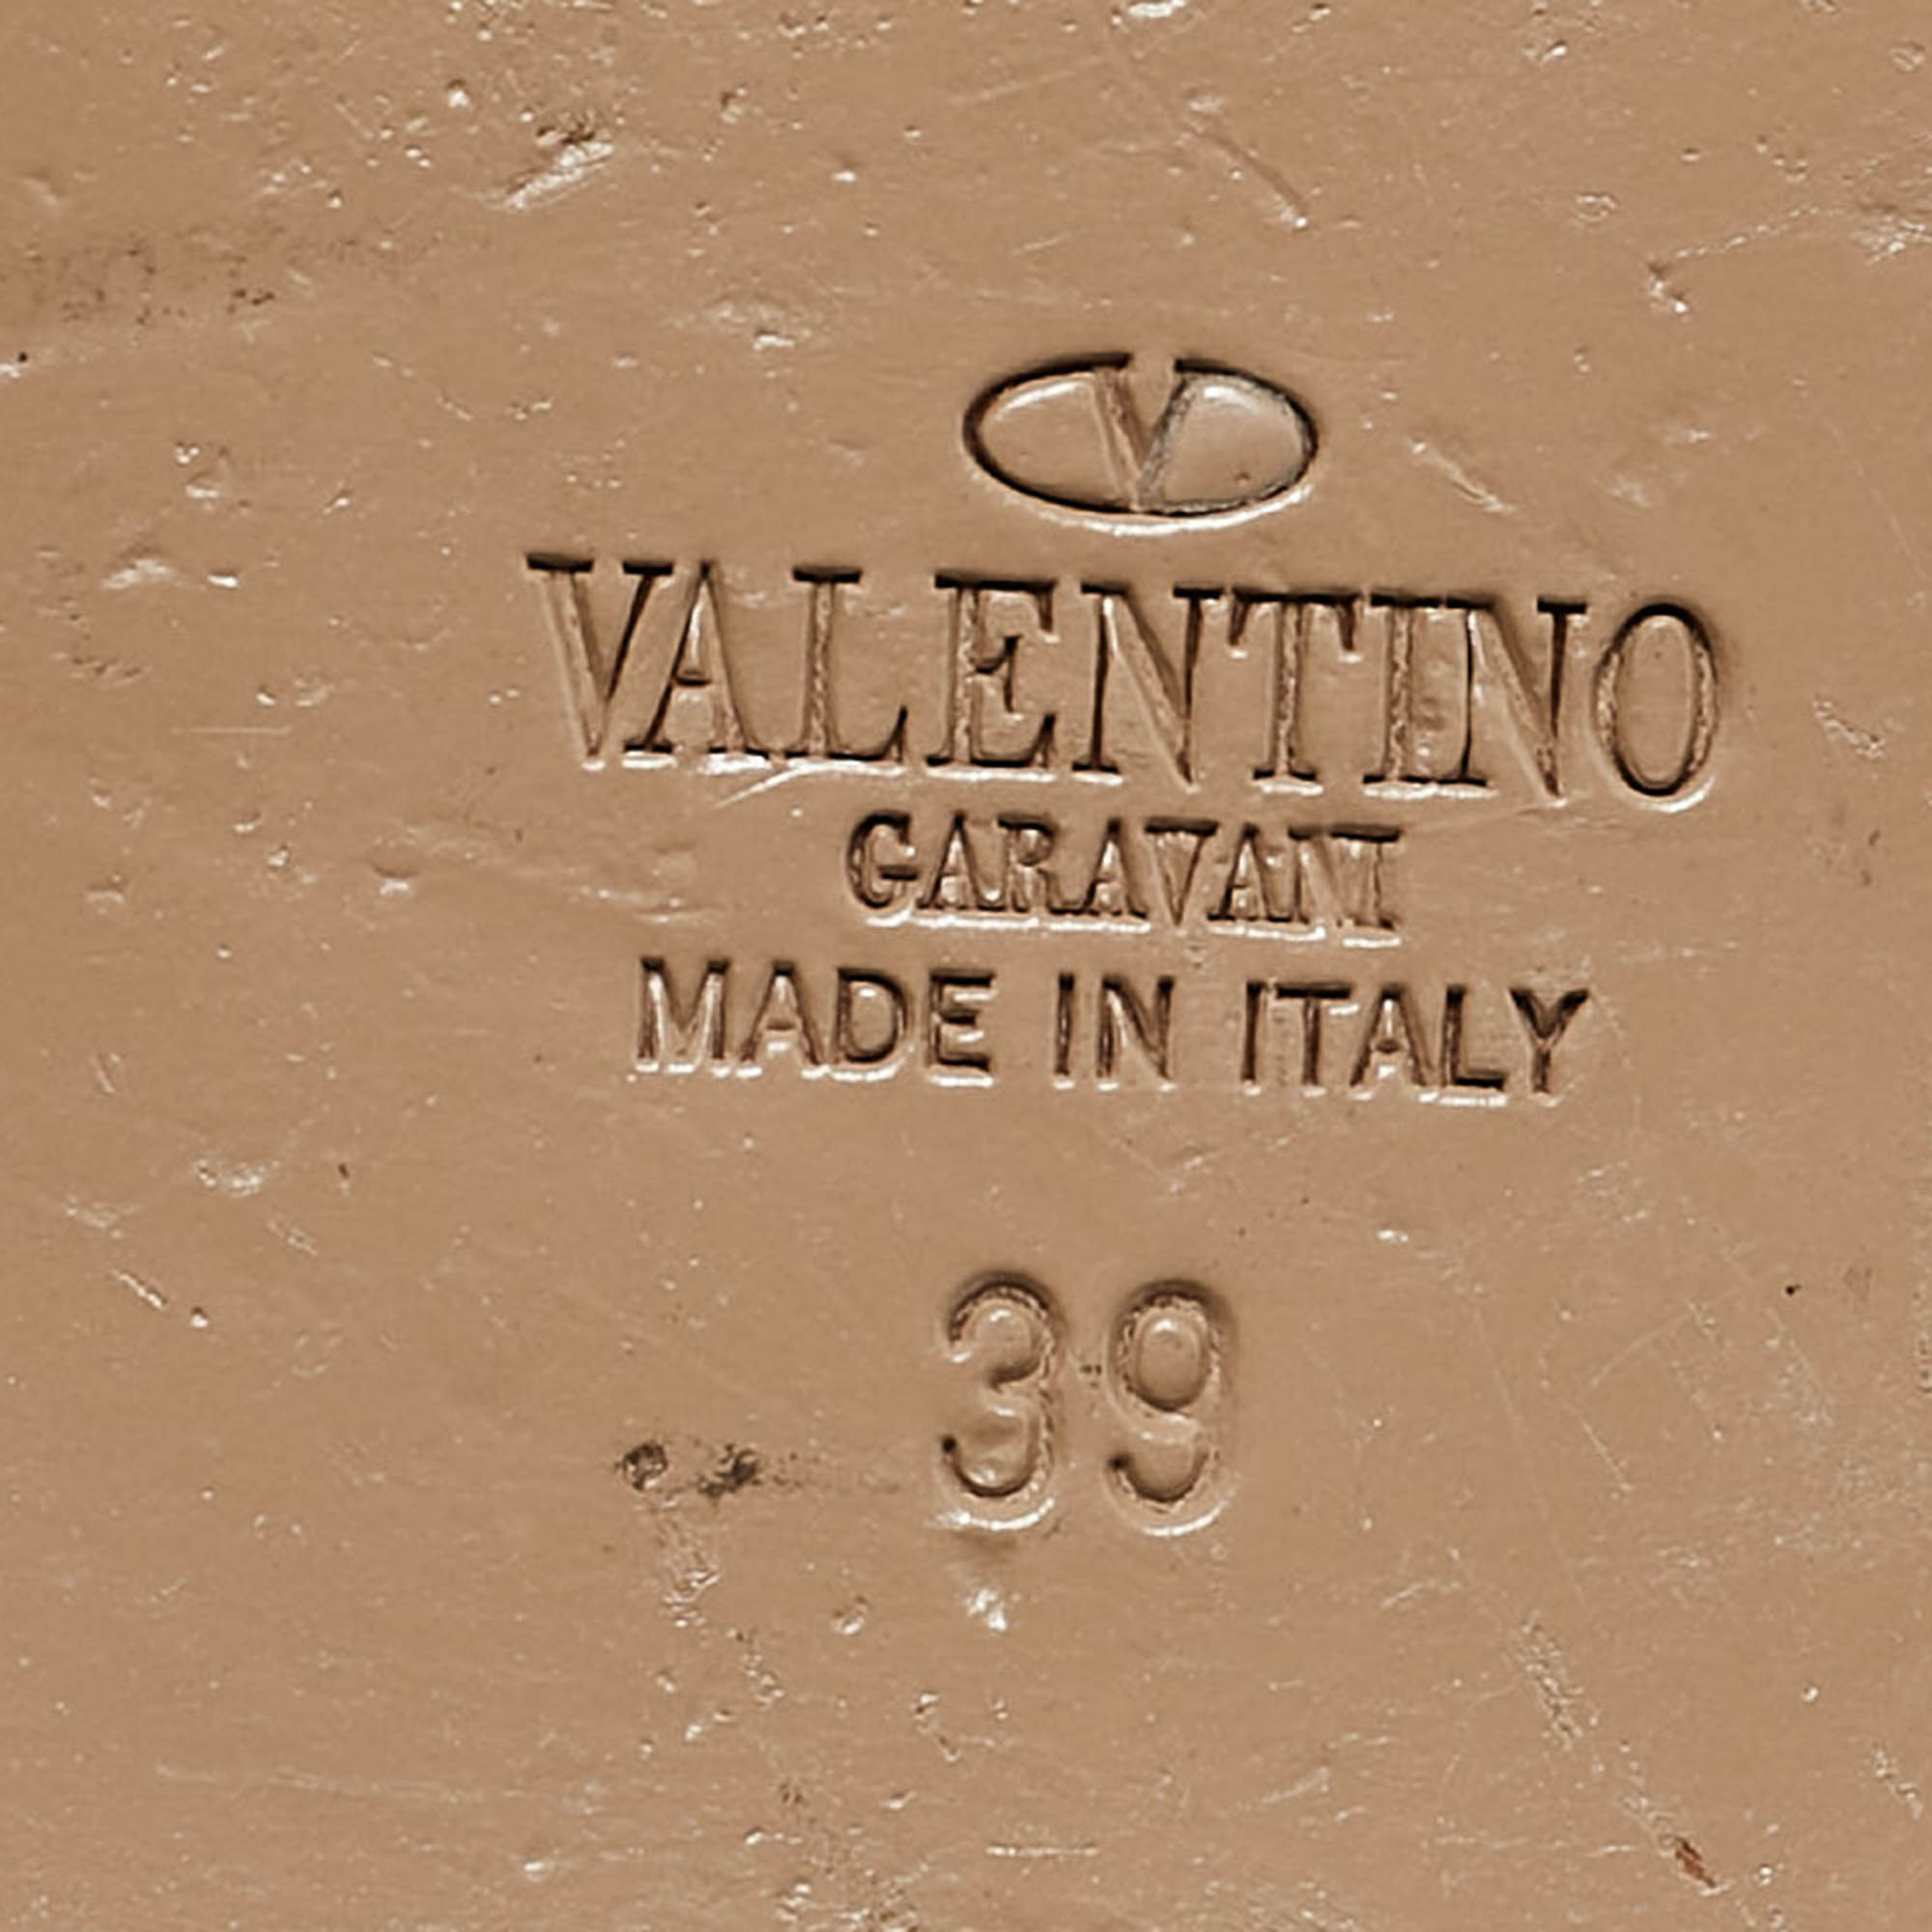 V
VALENTINO
GARAVANI
MADE IN ITALY
39